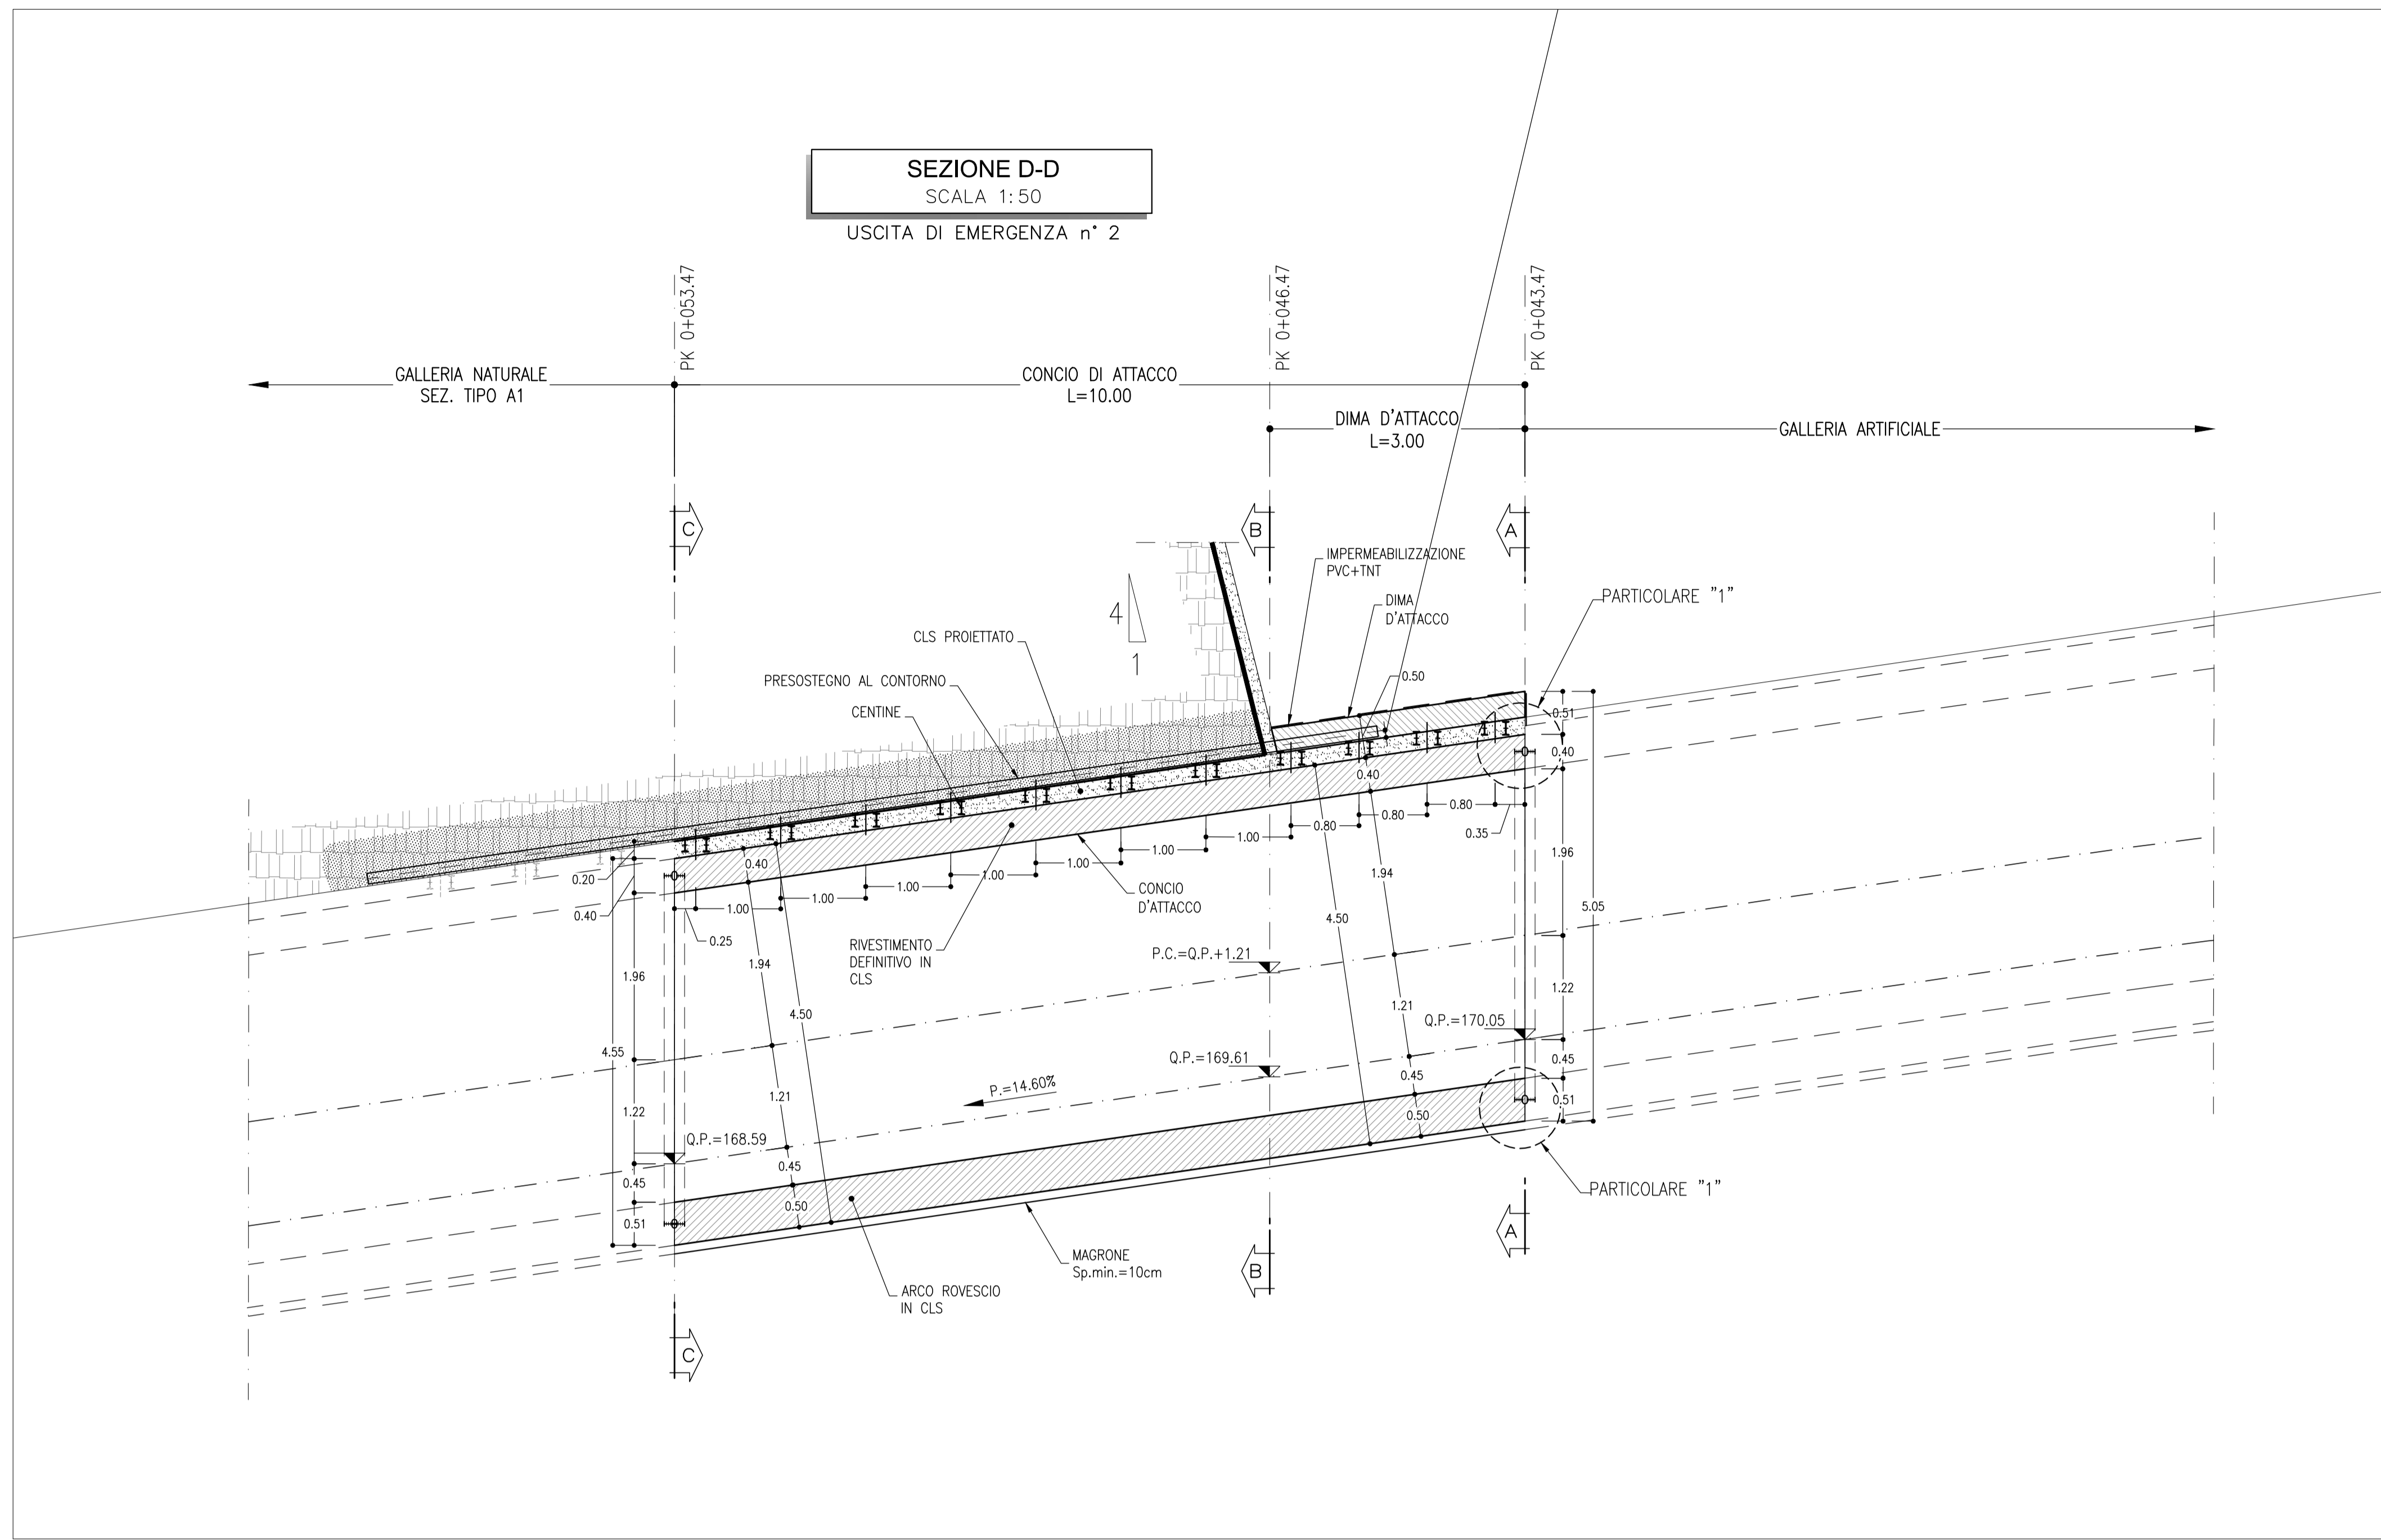 SEZIONE D-D
SCALA 1:50
USCITA DI EMERGENZA n° 2
PK 0+053.47
PK 0+046.47
PK 0+043.47
GALLERIA NATURALE
SEZ. TIPO A1
CONCIO DI ATTACCO
L=10.00
DIMA D'ATTACCO
L=3.00
GALLERIA ARTIFICIALE
C
B
A
IMPERMEABILIZZAZIONE
PVC+TNT
DIMA
D'ATTACCO
PARTICOLARE "1"
4
1
CLS PROIETTATO
PRESOSTEGNO AL CONTORNO
CENTINE
0.50
0.51
0.40
0.40
0.80
0.35
0.80
0.80
1.00
1.00
1.00
1.00
1.00
1.00
1.00
0.25
0.20
0.40
0.40
CONCIO
D'ATTACCO
RIVESTIMENTO
DEFINITIVO IN
CLS
1.96
1.94
4.50
1.94
4.50
1.96
5.05
P.C.=Q.P.+1.21
1.21
1.22
Q.P.=170.05
Q.P.=169.61
0.45
0.45
0.51
0.50
4.55
P.=14.60%
1.21
1.22
Q.P.=168.59
0.45
0.45
0.50
0.51
PARTICOLARE "1"
A
B
MAGRONE
Sp.min.=10cm
ARCO ROVESCIO
IN CLS
C